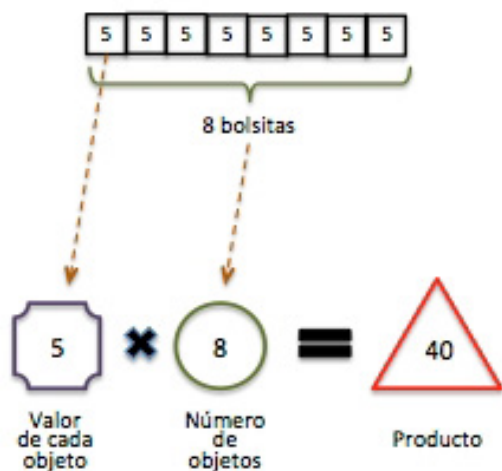 5 5 5 5 5 5 5 5
8 bolsitas
5 × 8 = 40
Valor
de cada
objeto
Número
de
objetos
Producto